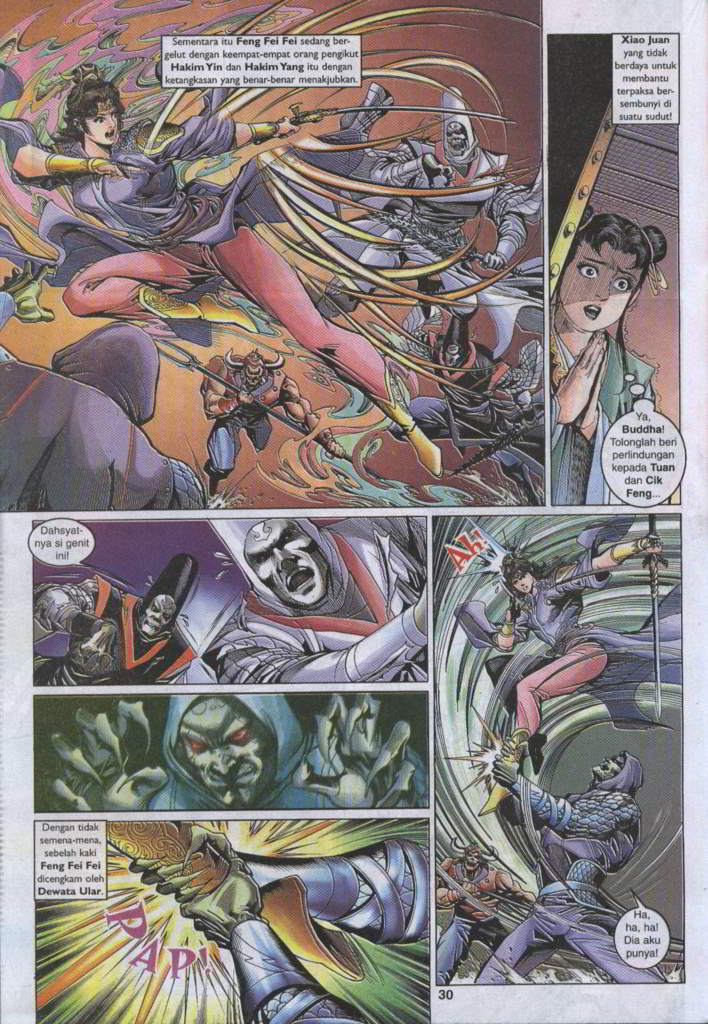 Sementara itu Feng Fei Fei sedang ber-
gelut dengan keempat-empat orang pengikut
Hakim Yin dan Hakim Yang itu dengan
ketangkasan yang benar-benar menakjubkan.
Xiao Juan
yang tidak
berdaya untuk
membantu
terpaksa ber-
sembunyi di
suatu sudut!
Ya,
Buddha!
Tolonglah beri
perlindungan
kepada Tuan
dan Cik
Feng...
Dahsyat-
nya si genit
ini!
Dengan tidak
semena-mena,
sebelah kaki
Feng Fei Fei
dicengkam oleh
Dewata Ular.
PAP!
Ah!
Ha,
ha, ha!
Dia aku
punya!
30